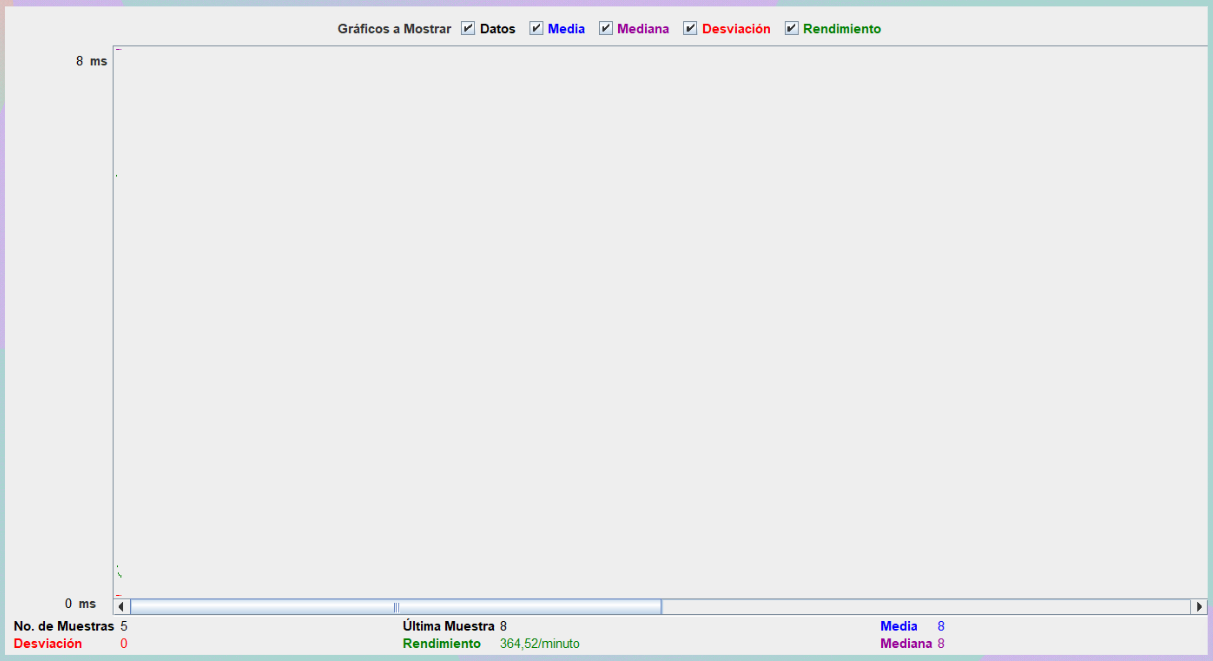 Gráficos a Mostrar Datos Media Mediana Desviación Rendimiento
8 ms
0 ms
No. de Muestras 5 Última Muestra 8 Media 8
Desviación 0 Rendimiento 364,52/minuto Mediana 8